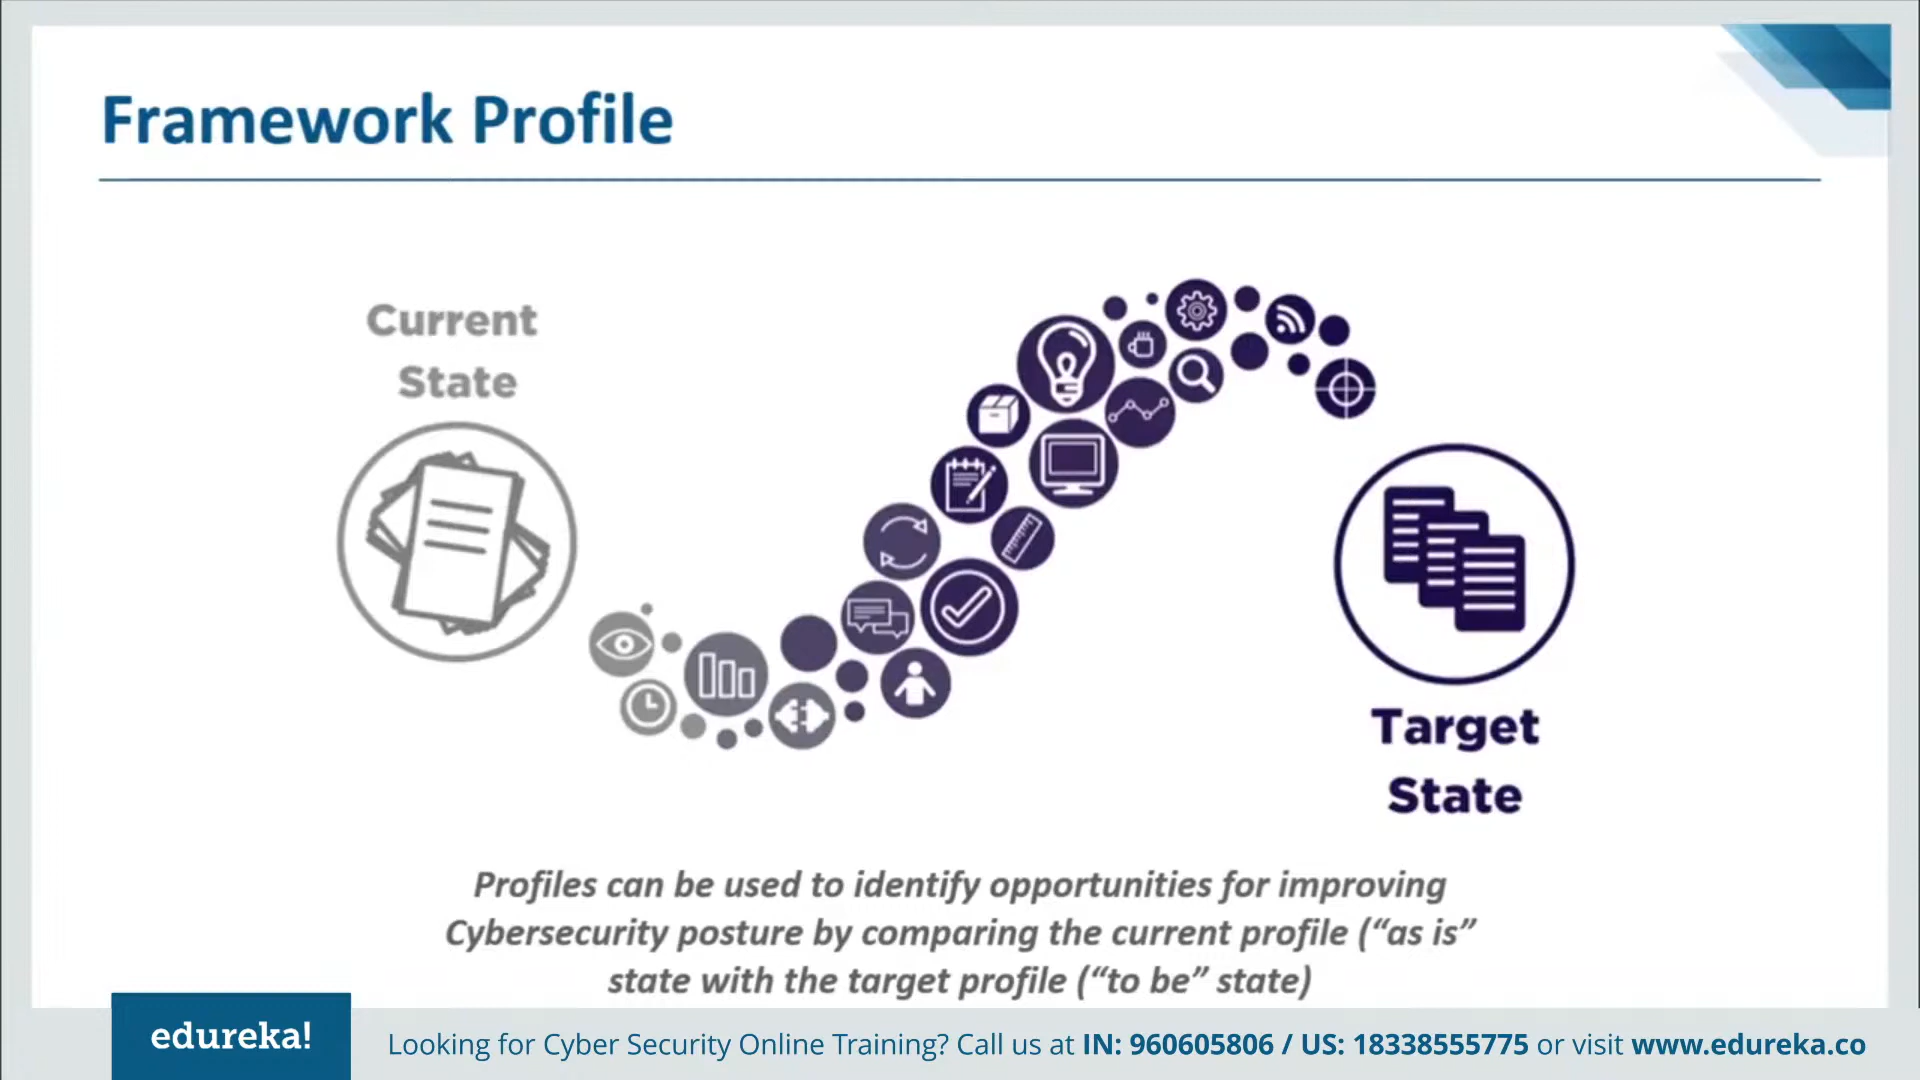 Framework Profile
Current
State
Target
State
Profiles can be used to identify opportunities for improving
Cybersecurity posture by comparing the current profile (“as is”
state with the target profile (“to be” state)
edureka!
Looking for Cyber Security Online Training? Call us at IN: 960605806 / US: 18338555775 or visit www.edureka.co